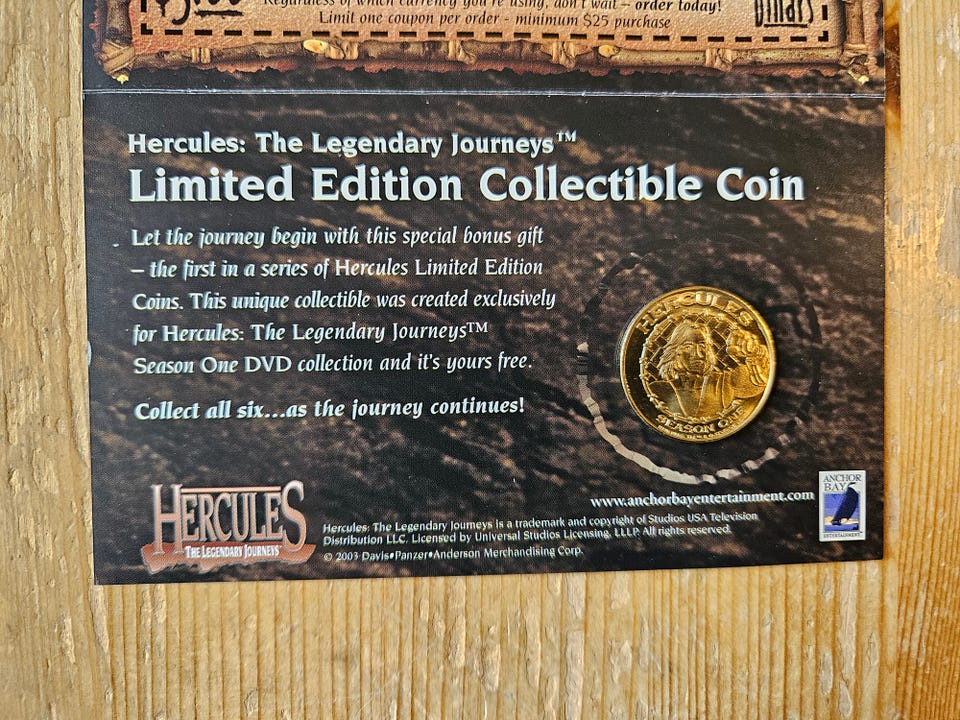 Regardless of which currency you're using, don't wait – order today!
Limit one coupon per order - minimum $25 purchase
Dinars
Hercules: The Legendary Journeys™
Limited Edition Collectible Coin
Let the journey begin with this special bonus gift
– the first in a series of Hercules Limited Edition
Coins. This unique collectible was created exclusively
for Hercules: The Legendary Journeys™
Season One DVD collection and it's yours free.
Collect all six...as the journey continues!
HERCULES
SEASON ONE
HERCULES
THE LEGENDARY JOURNEYS
www.anchorbayentertainment.com
ANCHOR
BAY
ENTERTAINMENT
Hercules: The Legendary Journeys is a trademark and copyright of Studios USA Television
Distribution LLC. Licensed by Universal Studios Licensing, LLLP. All rights reserved.
© 2003 Davis•Panzer•Anderson Merchandising Corp.